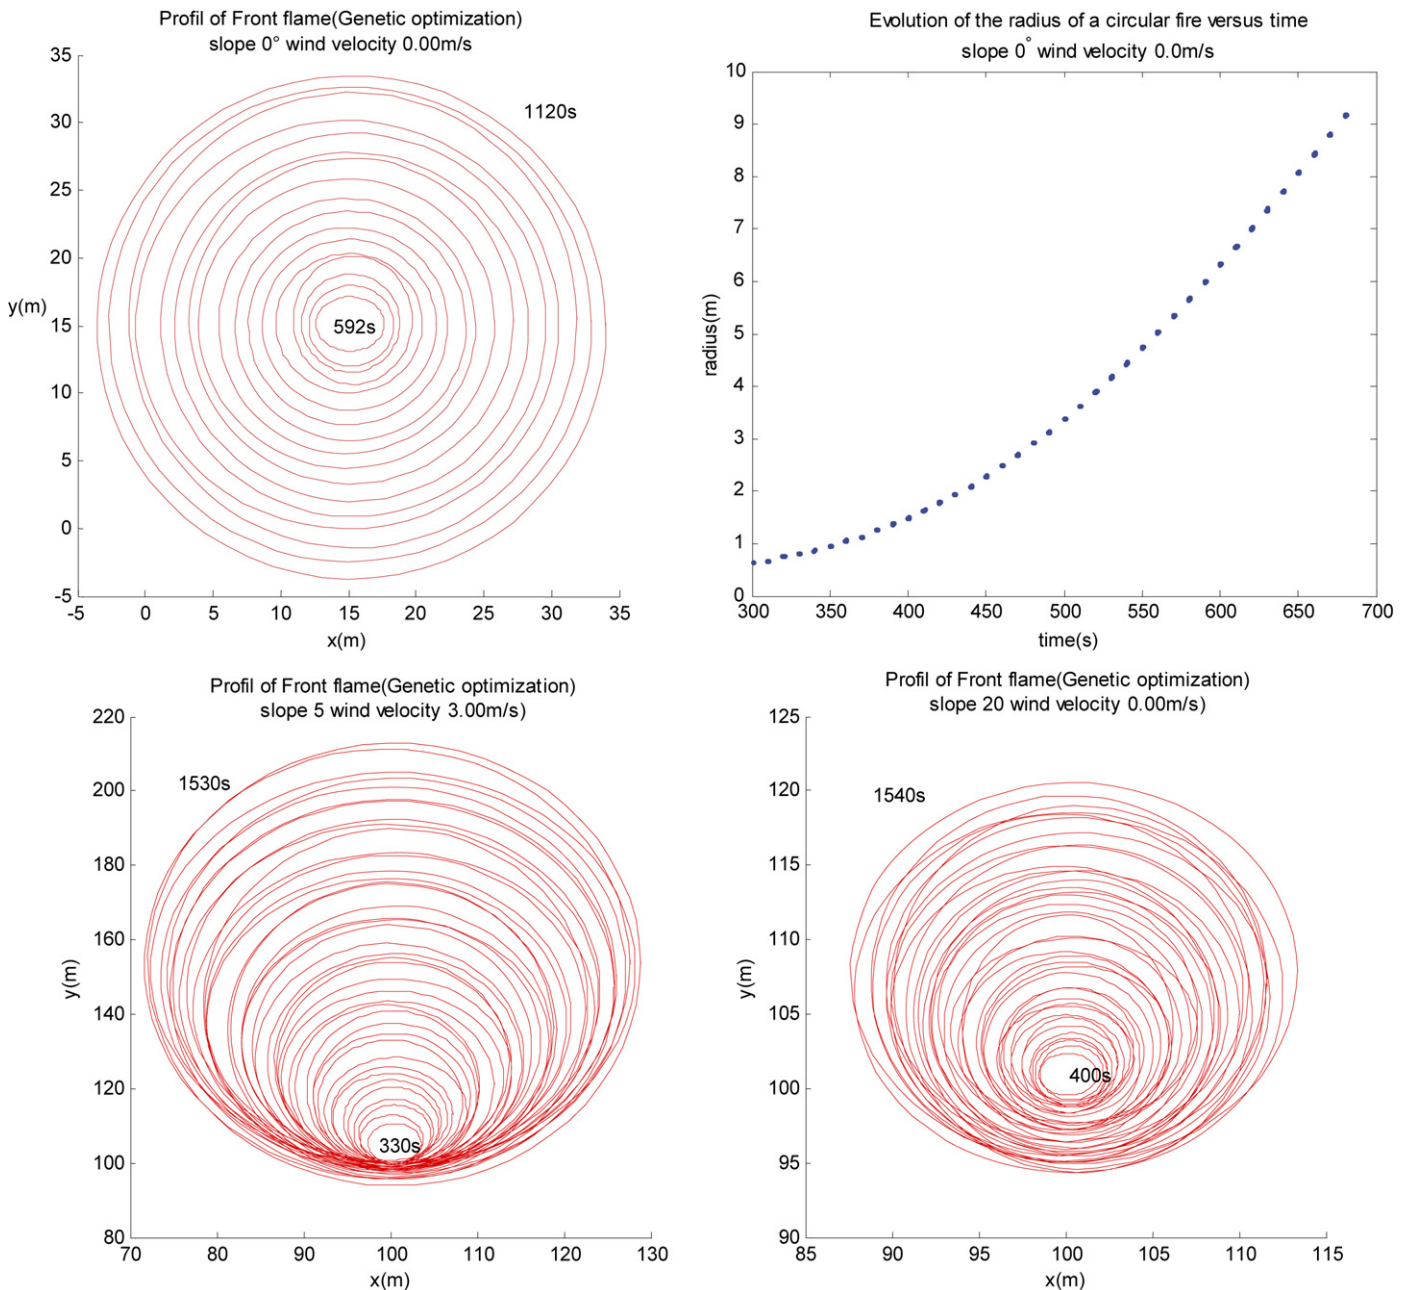 Profil of Front flame(Genetic optimization)
slope 0° wind velocity 0.00m/s
35
30
25
20
15
10
5
0
-5
y(m)
1120s
592s
-5 0 5 10 15 20 25 30 35
x(m)
Evolution of the radius of a circular fire versus time
slope 0° wind velocity 0.0m/s
10
9
8
7
6
5
4
3
2
1
0
radius(m)
300 350 400 450 500 550 600 650 700
time(s)
Profil of Front flame(Genetic optimization)
slope 5 wind velocity 3.00m/s)
220
200
180
160
140
120
100
80
y(m)
1530s
330s
70 80 90 100 110 120 130
x(m)
Profil of Front flame(Genetic optimization)
slope 20 wind velocity 0.00m/s)
125
120
115
110
105
100
95
90
y(m)
1540s
400s
85 90 95 100 105 110 115
x(m)